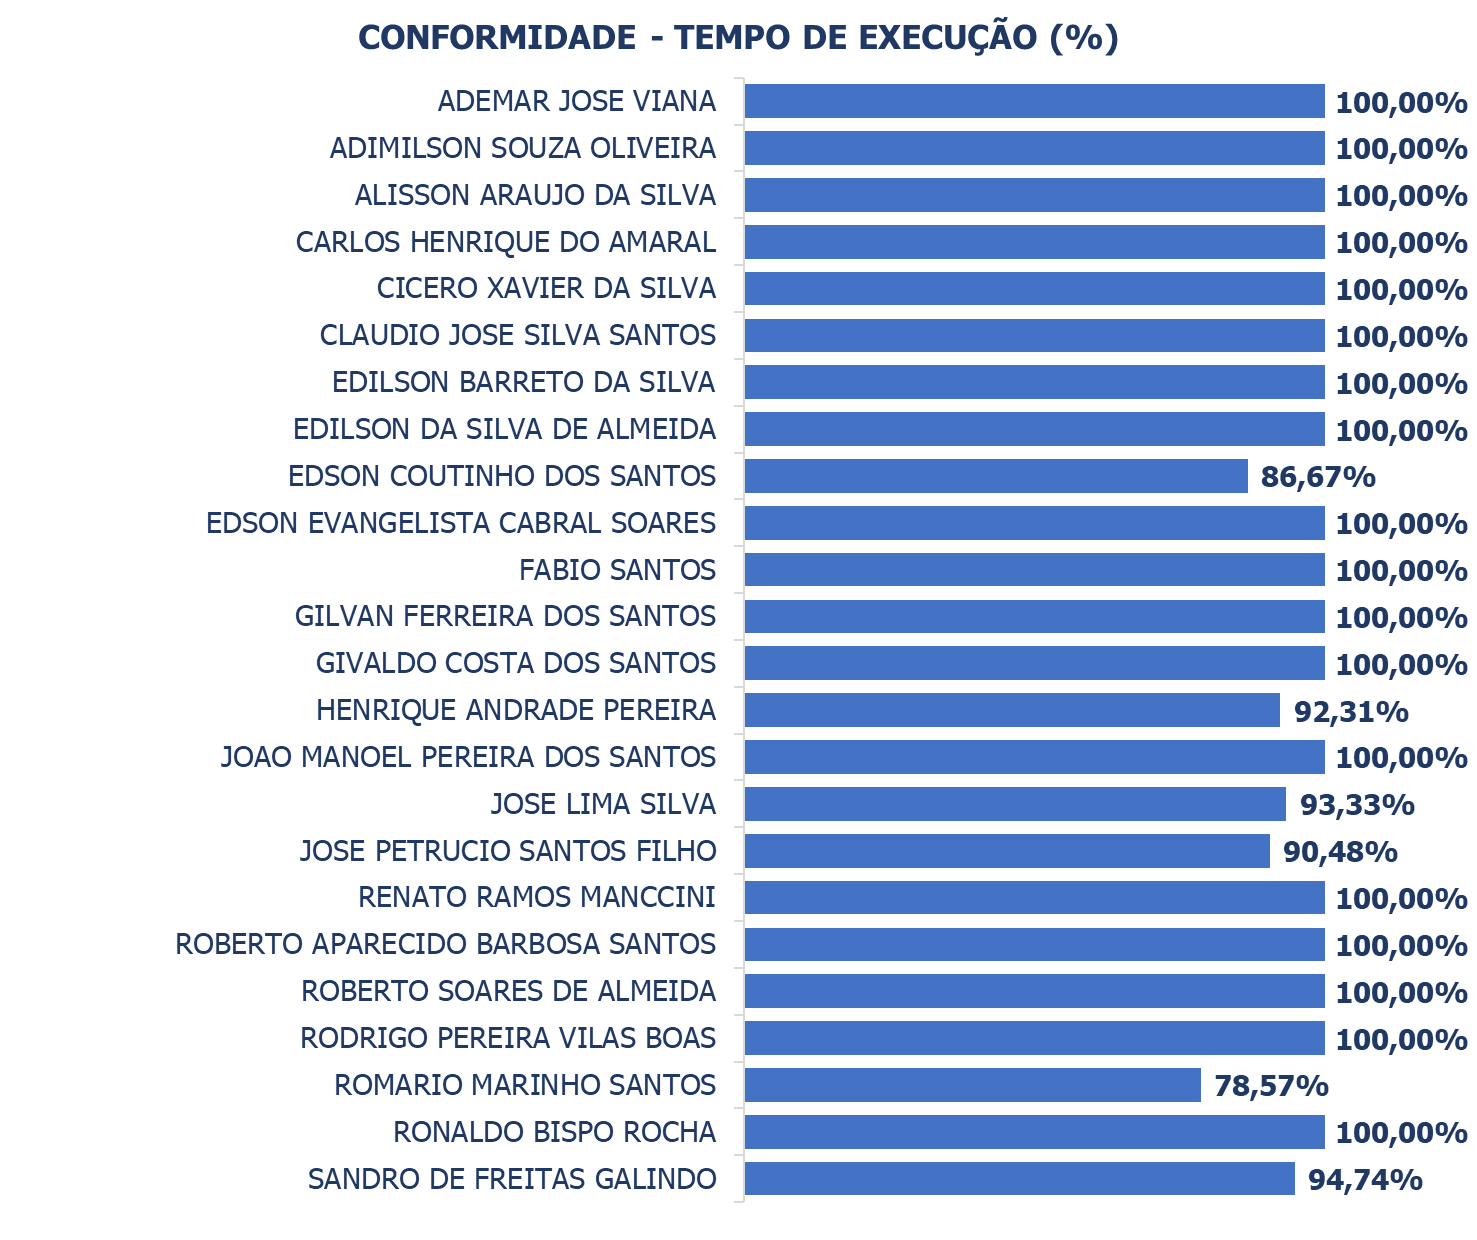 CONFORMIDADE - TEMPO DE EXECUÇÃO (%)
ADEMAR JOSE VIANA 100,00%
ADIMILSON SOUZA OLIVEIRA 100,00%
ALISSON ARAUJO DA SILVA 100,00%
CARLOS HENRIQUE DO AMARAL 100,00%
CICERO XAVIER DA SILVA 100,00%
CLAUDIO JOSE SILVA SANTOS 100,00%
EDILSON BARRETO DA SILVA 100,00%
EDILSON DA SILVA DE ALMEIDA 100,00%
EDSON COUTINHO DOS SANTOS 86,67%
EDSON EVANGELISTA CABRAL SOARES 100,00%
FABIO SANTOS 100,00%
GILVAN FERREIRA DOS SANTOS 100,00%
GIVALDO COSTA DOS SANTOS 100,00%
HENRIQUE ANDRADE PEREIRA 92,31%
JOAO MANOEL PEREIRA DOS SANTOS 100,00%
JOSE LIMA SILVA 93,33%
JOSE PETRUCIO SANTOS FILHO 90,48%
RENATO RAMOS MANCCINI 100,00%
ROBERTO APARECIDO BARBOSA SANTOS 100,00%
ROBERTO SOARES DE ALMEIDA 100,00%
RODRIGO PEREIRA VILAS BOAS 100,00%
ROMARIO MARINHO SANTOS 78,57%
RONALDO BISPO ROCHA 100,00%
SANDRO DE FREITAS GALINDO 94,74%